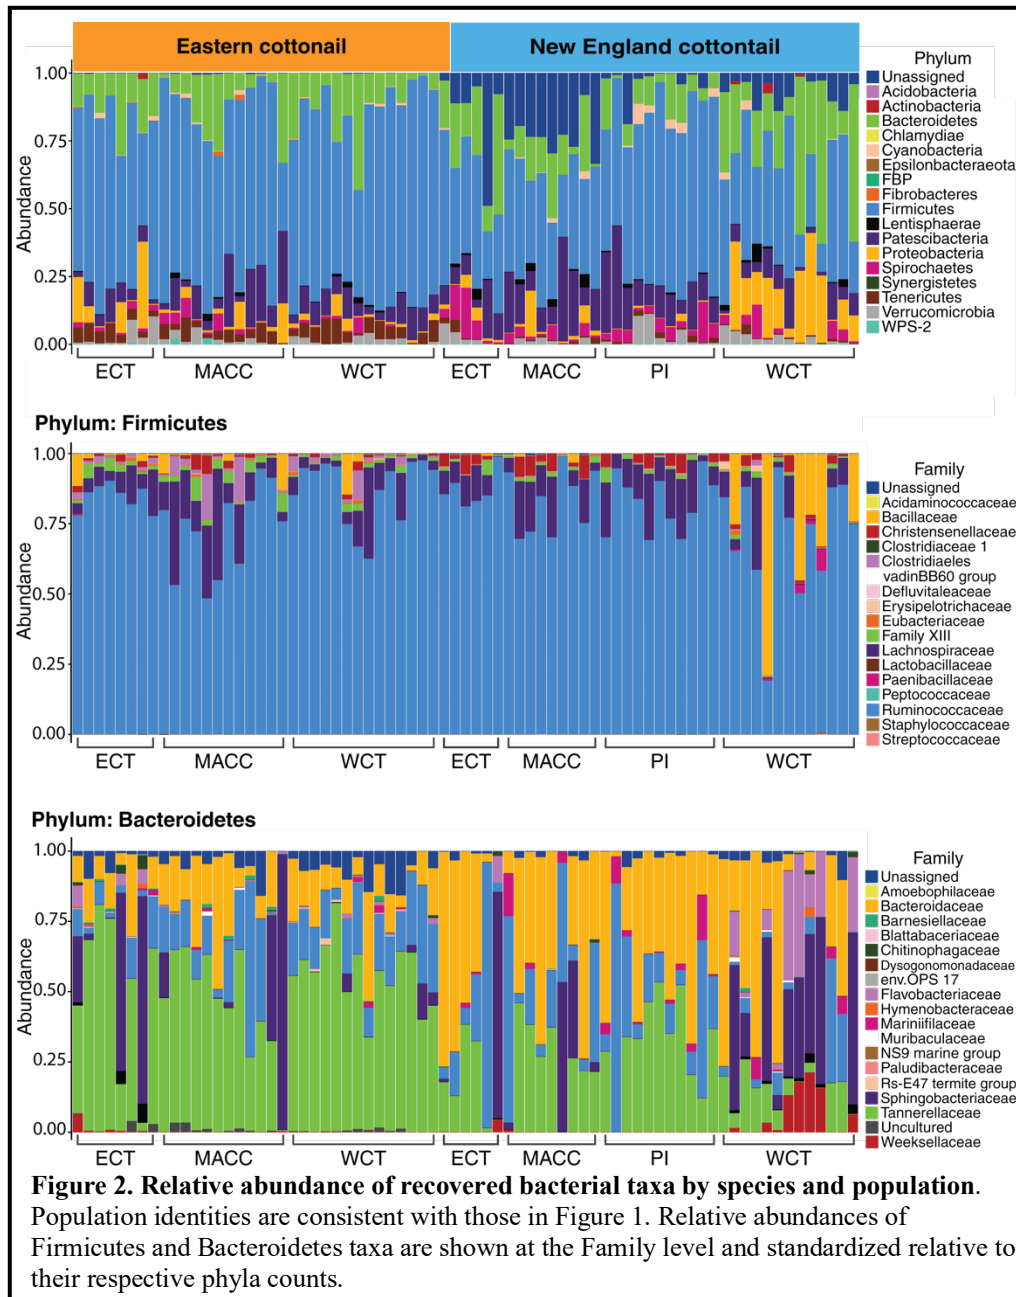 Eastern cottonail
New England cottontail
Phylum
Unassigned
Acidobacteria
Actinobacteria
Bacteroidetes
Chlamydiae
Cyanobacteria
Epsilonbacteraeota
FBP
Fibrobacteres
Firmicutes
Lentisphaerae
Patescibacteria
Proteobacteria
Spirochaetes
Synergistetes
Tenericutes
Verrucomicrobia
WPS-2
Abundance
1.00
0.75
0.50
0.25
0.00
ECT MACC WCT ECT MACC PI WCT
Phylum: Firmicutes
Family
Unassigned
Acidaminococcaceae
Bacillaceae
Christensenellaceae
Clostridiaceae 1
Clostridiaeles
vadinBB60 group
Defluvitaleaceae
Erysipelotrichaceae
Eubacteriaceae
Family XIII
Lachnospiraceae
Lactobacillaceae
Paenibacillaceae
Peptococcaceae
Ruminococcaceae
Staphylococcaceae
Streptococcaceae
Abundance
1.00
0.75
0.50
0.25
0.00
ECT MACC WCT ECT MACC PI WCT
Phylum: Bacteroidetes
Family
Unassigned
Amoebophilaceae
Bacteroidaceae
Barnesiellaceae
Blattabaceriaceae
Chitinophagaceae
Dysogonomonadaceae
env.OPS 17
Flavobacteriaceae
Hymenobacteraceae
Mariniifilaceae
Muribaculaceae
NS9 marine group
Paludibacteraceae
Rs-E47 termite group
Sphingobacteriaceae
Tannerellaceae
Uncultured
Weeksellaceae
Abundance
1.00
0.75
0.50
0.25
0.00
ECT MACC WCT ECT MACC PI WCT
Figure 2. Relative abundance of recovered bacterial taxa by species and population.
Population identities are consistent with those in Figure 1. Relative abundances of
Firmicutes and Bacteroidetes taxa are shown at the Family level and standardized relative to
their respective phyla counts.